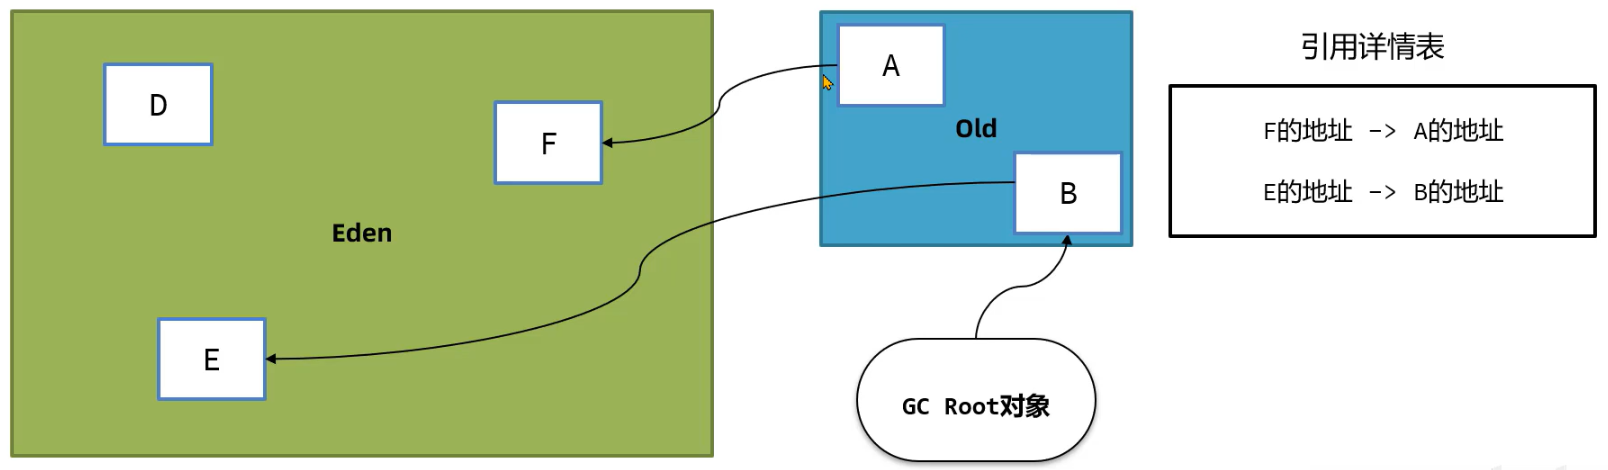 D
F
Eden
E
A
Old
B
GC Root对象
引用详情表
F的地址 -> A的地址
E的地址 -> B的地址